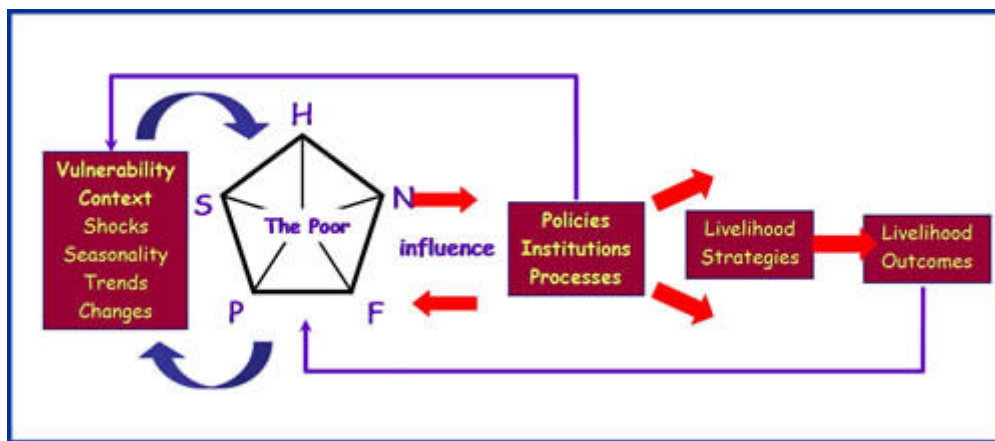 Vulnerability
Context
Shocks
Seasonality
Trends
Changes
H
S
N
The Poor
P
F
influence
Policies
Institutions
Processes
Livelihood
Strategies
Livelihood
Outcomes